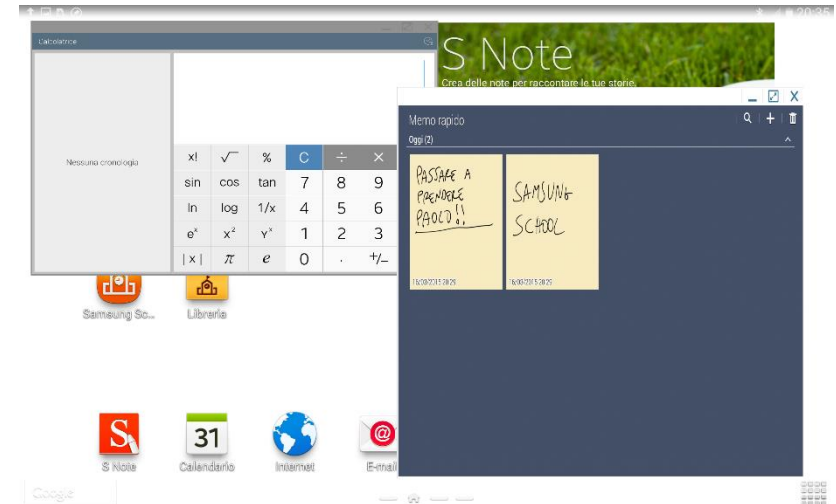 20:35
Calcolatrice
Nessuna cronologia
x! √ % C ÷ ×
sin cos tan 7 8 9
ln log 1/x 4 5 6
eˣ x² yˣ 1 2 3
|x| π e 0 . +/−
S Note
Crea delle note per raccontare le tue storie.
Memo rapido
Oggi (2)
PASSARE A
PRENDERE
PAOLO!!
SAMSUNG
SCHOOL
Samsung Sc...
Libreria
31
S Note
Calendario
Internet
E-mail
Google